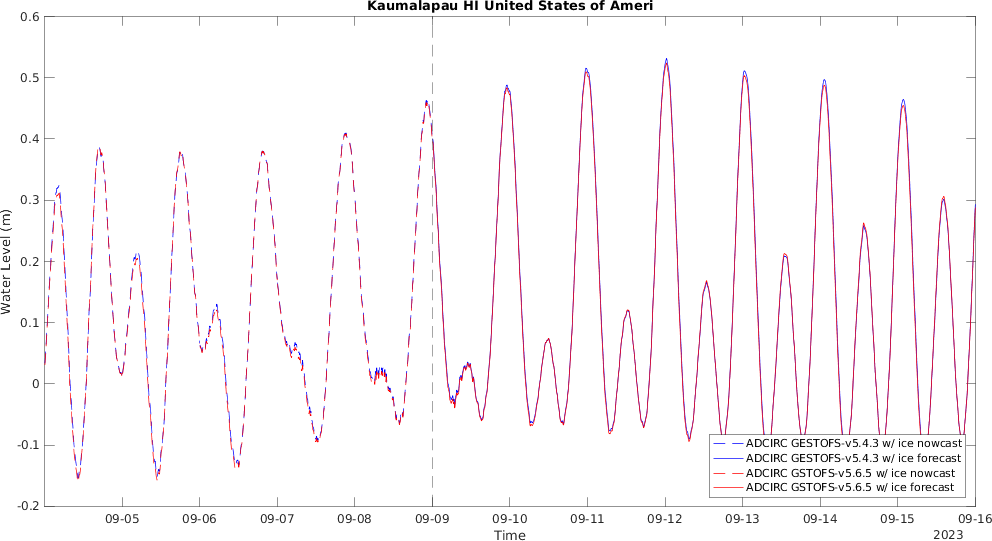 Kaumalapau HI United States of Ameri
Water Level (m)
0.6
0.5
0.4
0.3
0.2
0.1
0
-0.1
-0.2
ADCIRC GESTOFS-v5.4.3 w/ ice nowcast
ADCIRC GESTOFS-v5.4.3 w/ ice forecast
ADCIRC GSTOFS-v5.6.5 w/ ice nowcast
ADCIRC GSTOFS-v5.6.5 w/ ice forecast
09-05 09-06 09-07 09-08 09-09 09-10 09-11 09-12 09-13 09-14 09-15 09-16
Time
2023